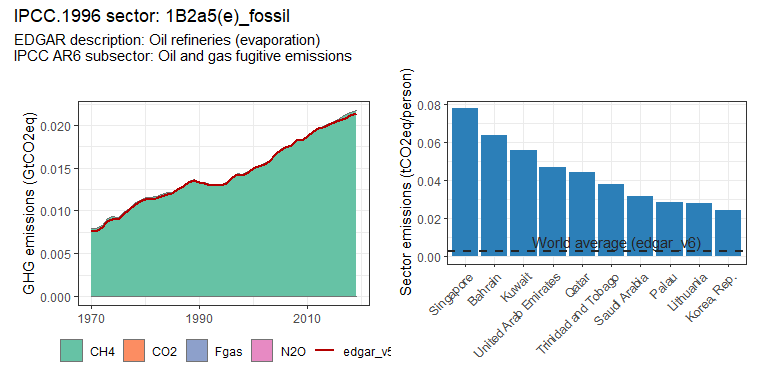 IPCC.1996 sector: 1B2a5(e)_fossil
EDGAR description: Oil refineries (evaporation)
IPCC AR6 subsector: Oil and gas fugitive emissions
GHG emissions (GtCO2eq)
0.020
0.015
0.010
0.005
0.000
1970
1990
2010
CH4
CO2
Fgas
N2O
edgar_v
Sector emissions (tCO2eq/person)
0.08
0.06
0.04
0.02
0.00
World average (edgar_v6)
Singapore
Bahrain
Kuwait
United Arab Emirates
Qatar
Trinidad and Tobago
Saudi Arabia
Palau
Lithuania
Korea, Rep.